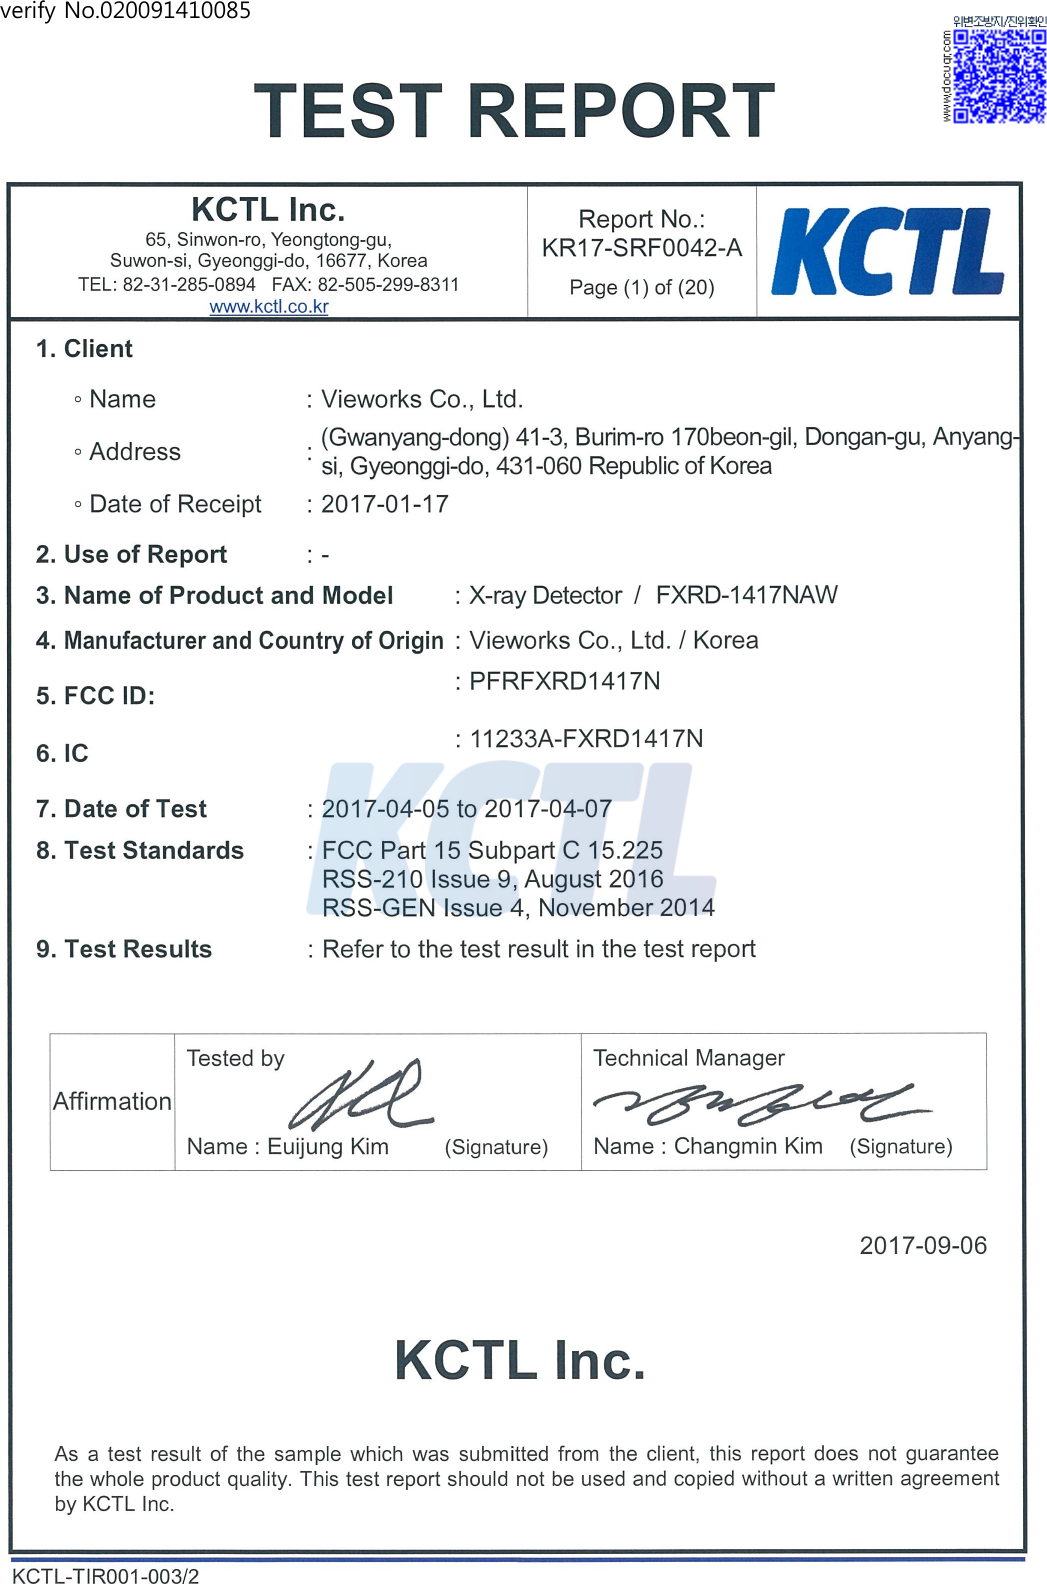 verify No.020091410085
위변조방지/진위확인
www.docuqr.com
TEST REPORT
KCTL Inc.
65, Sinwon-ro, Yeongtong-gu,
Suwon-si, Gyeonggi-do, 16677, Korea
TEL: 82-31-285-0894 FAX: 82-505-299-8311
www.kctl.co.kr
Report No.:
KR17-SRF0042-A
Page (1) of (20)
KCTL
1. Client
◦ Name : Vieworks Co., Ltd.
◦ Address : (Gwanyang-dong) 41-3, Burim-ro 170beon-gil, Dongan-gu, Anyang-
si, Gyeonggi-do, 431-060 Republic of Korea
◦ Date of Receipt : 2017-01-17
2. Use of Report : -
3. Name of Product and Model : X-ray Detector / FXRD-1417NAW
4. Manufacturer and Country of Origin : Vieworks Co., Ltd. / Korea
5. FCC ID: : PFRFXRD1417N
6. IC : 11233A-FXRD1417N
KCTL
7. Date of Test : 2017-04-05 to 2017-04-07
8. Test Standards : FCC Part 15 Subpart C 15.225
RSS-210 Issue 9, August 2016
RSS-GEN Issue 4, November 2014
9. Test Results : Refer to the test result in the test report
Affirmation
Tested by
Name : Euijung Kim (Signature)
Technical Manager
Name : Changmin Kim (Signature)
2017-09-06
KCTL Inc.
As a test result of the sample which was submitted from the client, this report does not guarantee
the whole product quality. This test report should not be used and copied without a written agreement
by KCTL Inc.
KCTL-TIR001-003/2